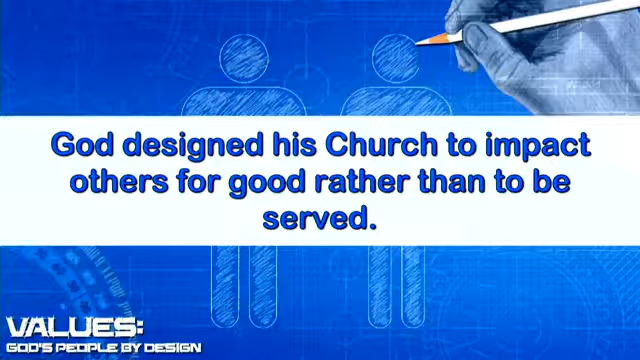 God designed his Church to impact
others for good rather than to be
served.
VALUES:
GOD'S PEOPLE BY DESIGN